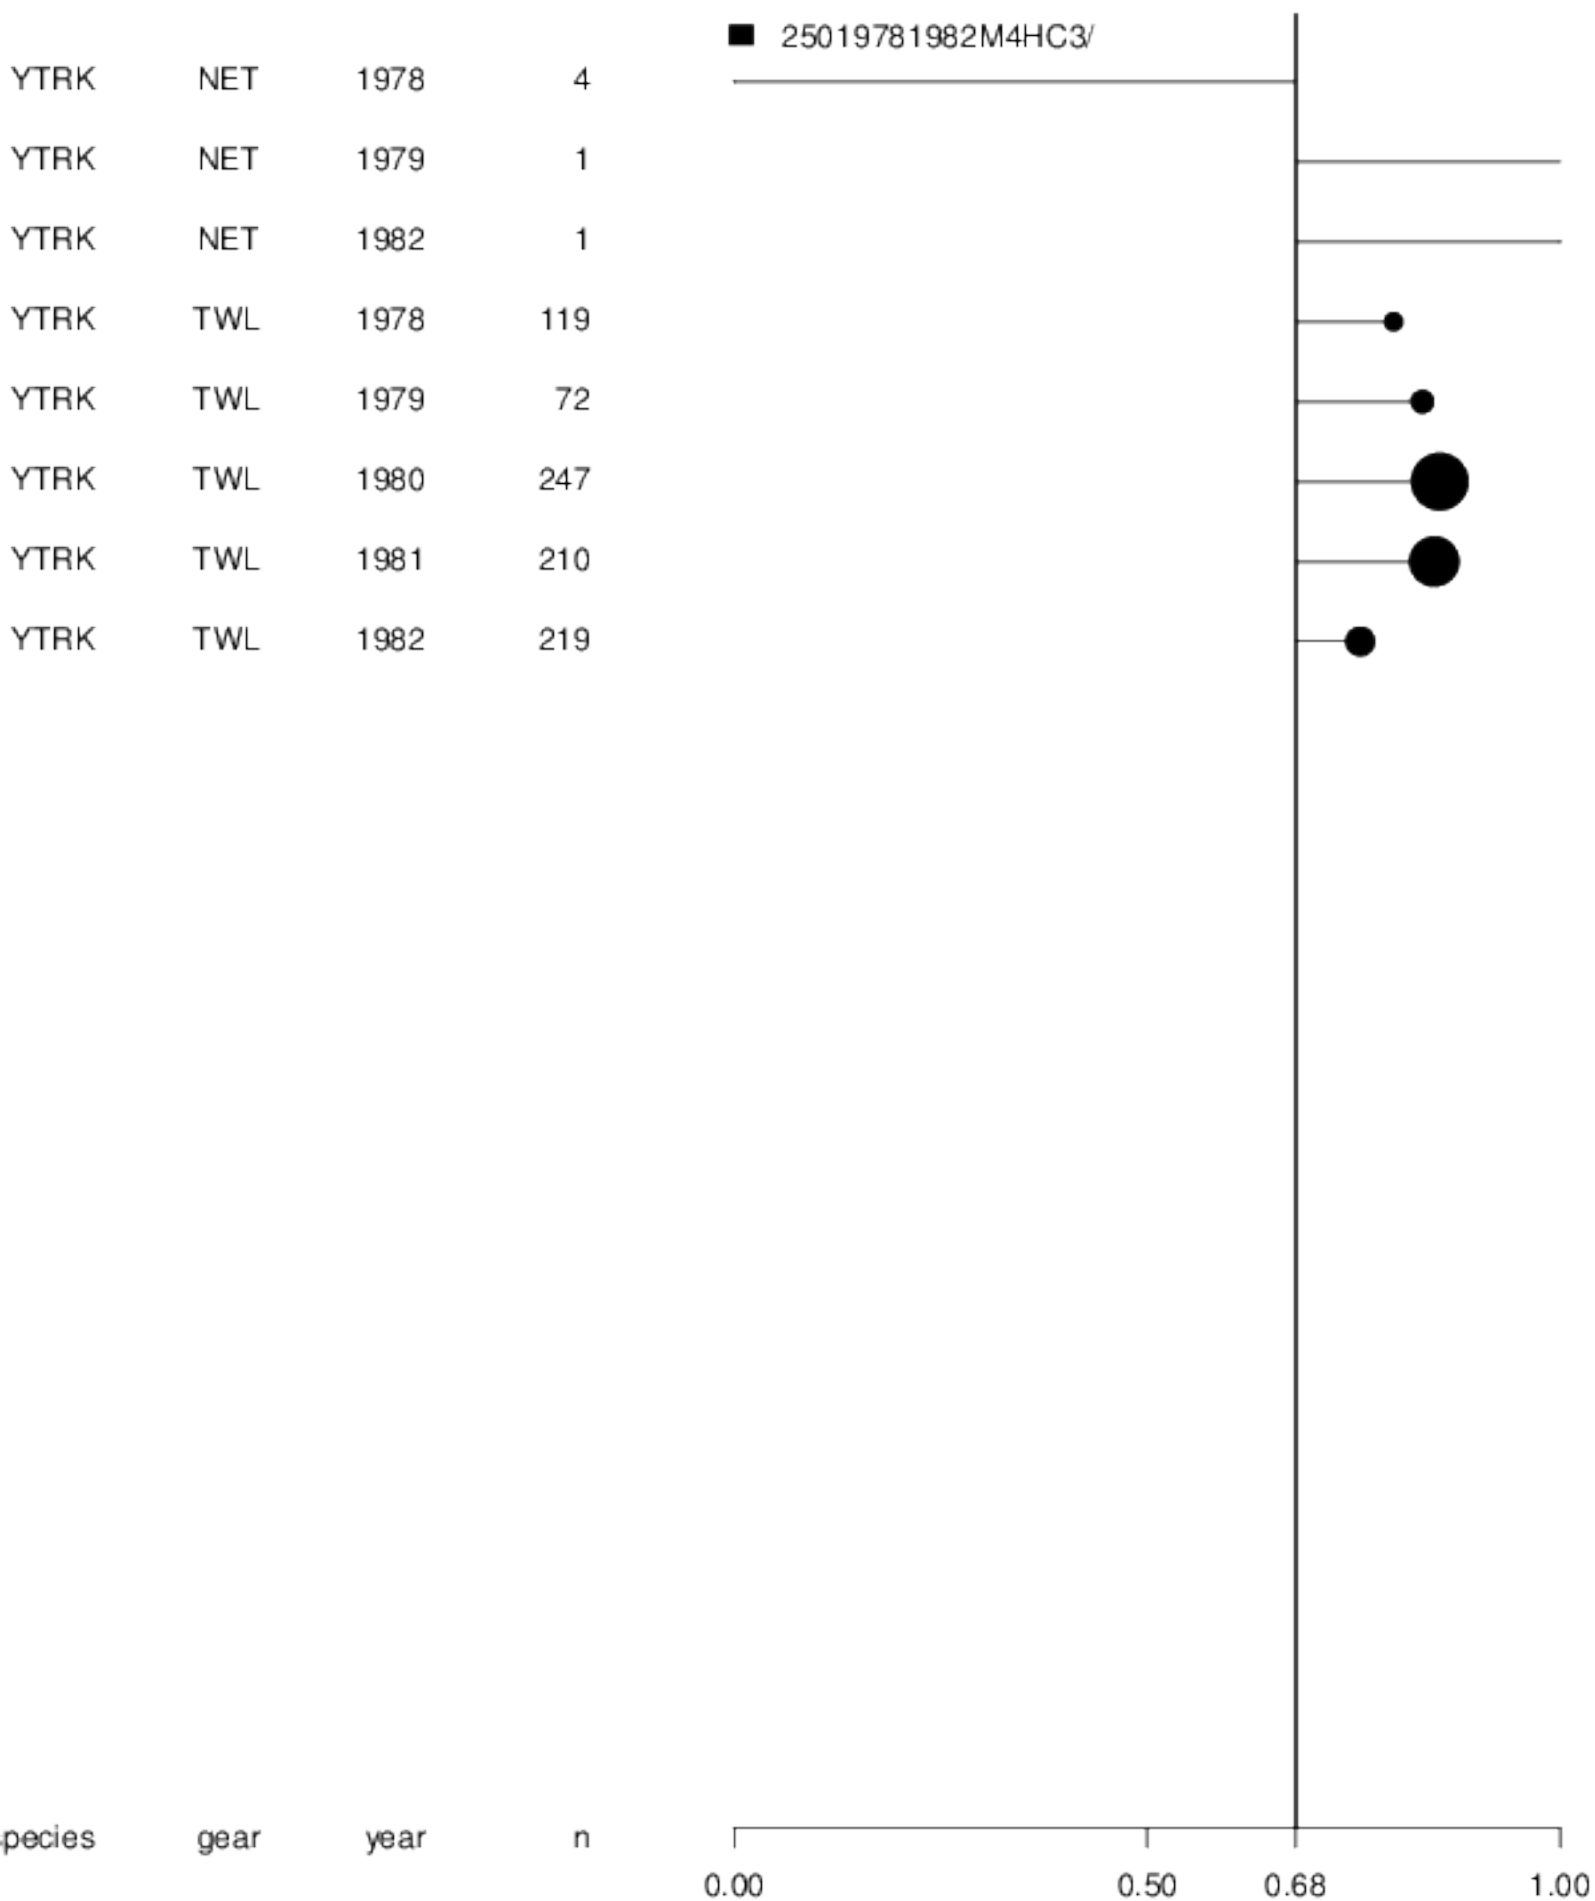 25019781982M4HC3/
YTRK NET 1978 4
YTRK NET 1979 1
YTRK NET 1982 1
YTRK TWL 1978 119
YTRK TWL 1979 72
YTRK TWL 1980 247
YTRK TWL 1981 210
YTRK TWL 1982 219
pecies gear year n
0.00 0.50 0.68 1.00